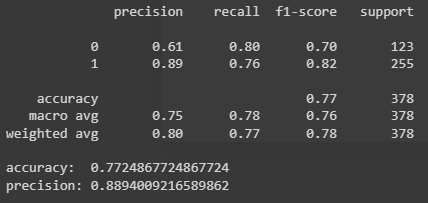 precision recall f1-score support
0 0.61 0.80 0.70 123
1 0.89 0.76 0.82 255
accuracy 0.77 378
macro avg 0.75 0.78 0.76 378
weighted avg 0.80 0.77 0.78 378
accuracy: 0.7724867724867724
precision: 0.8894009216589862